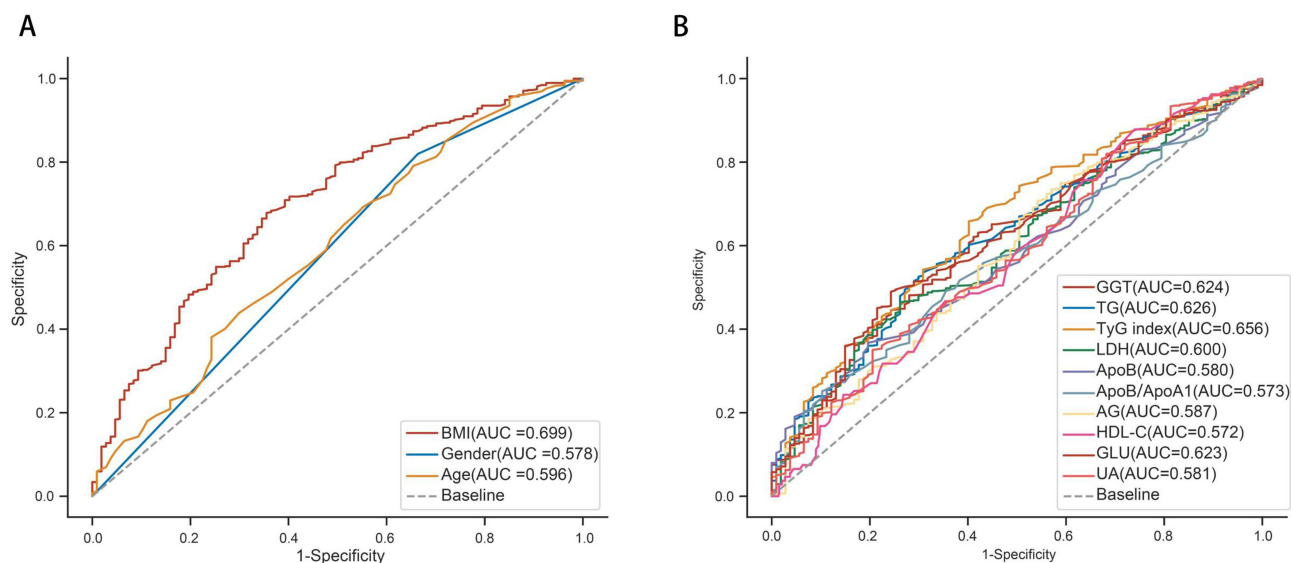 A
1.0
0.8
0.6
0.4
0.2
0.0
Specificity
0.0 0.2 0.4 0.6 0.8 1.0
1-Specificity
BMI(AUC =0.699)
Gender(AUC =0.578)
Age(AUC =0.596)
Baseline
B
1.0
0.8
0.6
0.4
0.2
0.0
Specificity
0.0 0.2 0.4 0.6 0.8 1.0
1-Specificity
GGT(AUC=0.624)
TG(AUC=0.626)
TyG index(AUC=0.656)
LDH(AUC=0.600)
ApoB(AUC=0.580)
ApoB/ApoA1(AUC=0.573)
AG(AUC=0.587)
HDL-C(AUC=0.572)
GLU(AUC=0.623)
UA(AUC=0.581)
Baseline